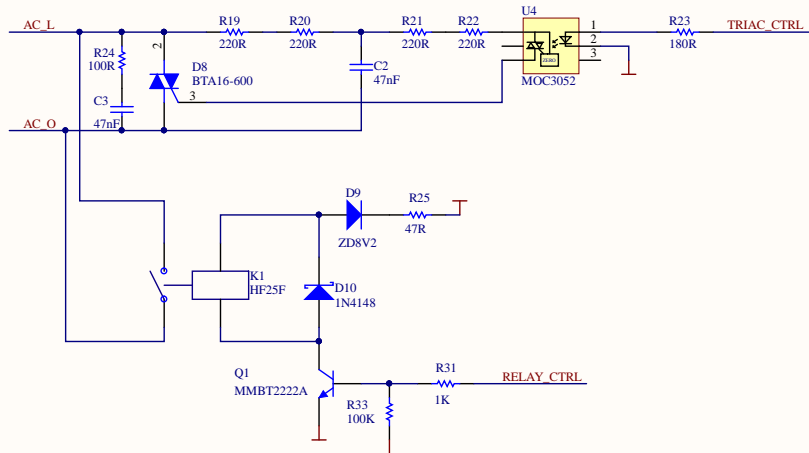 U4
AC_L
R19
R20
R21
R22
1
R23
TRIAC_CTRL
220R
220R
220R
220R
2
180R
3
R24
100R
2
D8
BTA16-600
C2
47nF
ZERO
MOC3052
C3
47nF
3
AC_O
D9
R25
ZD8V2
47R
K1
HF25F
D10
1N4148
Q1
MMBT2222A
R31
RELAY_CTRL
1K
R33
100K